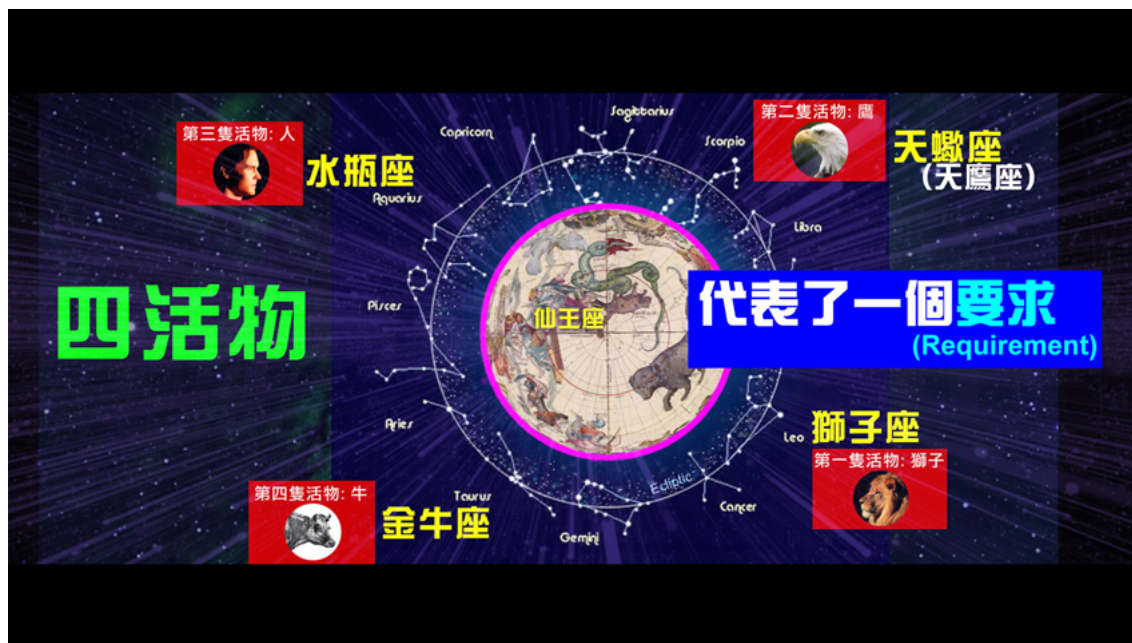 Sagittarius
第二隻活物: 鷹
第三隻活物: 人
Capricorn
Scorpio
天蠍座
(天鷹座)
水瓶座
Aquarius
Libra
四活物
Pisces
仙王座
代表了一個要求
(Requirement)
Aries
Leo
獅子座
第一隻活物: 獅子
Ecliptic
第四隻活物: 牛
Taurus
金牛座
Cancer
Gemini